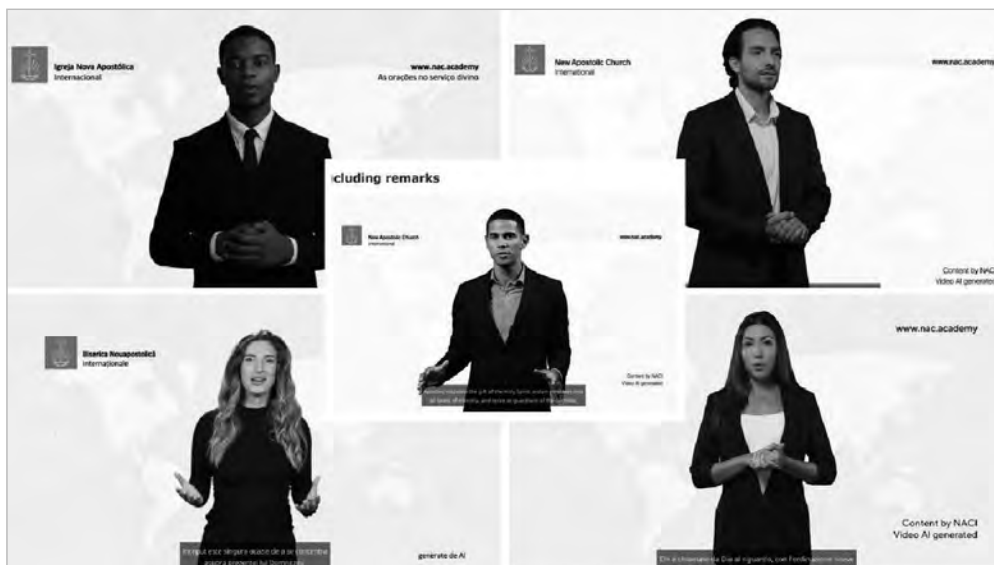 Igreja Nova Apostólica
Internacional
www.nac.academy
As orações no serviço divino
New Apostolic Church
International
www.nac.academy
Content by NACI
Video AI generated
cluding remarks
New Apostolic Church
International
www.nac.academy
Content by NACI
Video AI generated
Biserica Nouapostolică
Internaționale
generate de AI
www.nac.academy
Content by NACI
Video AI generated